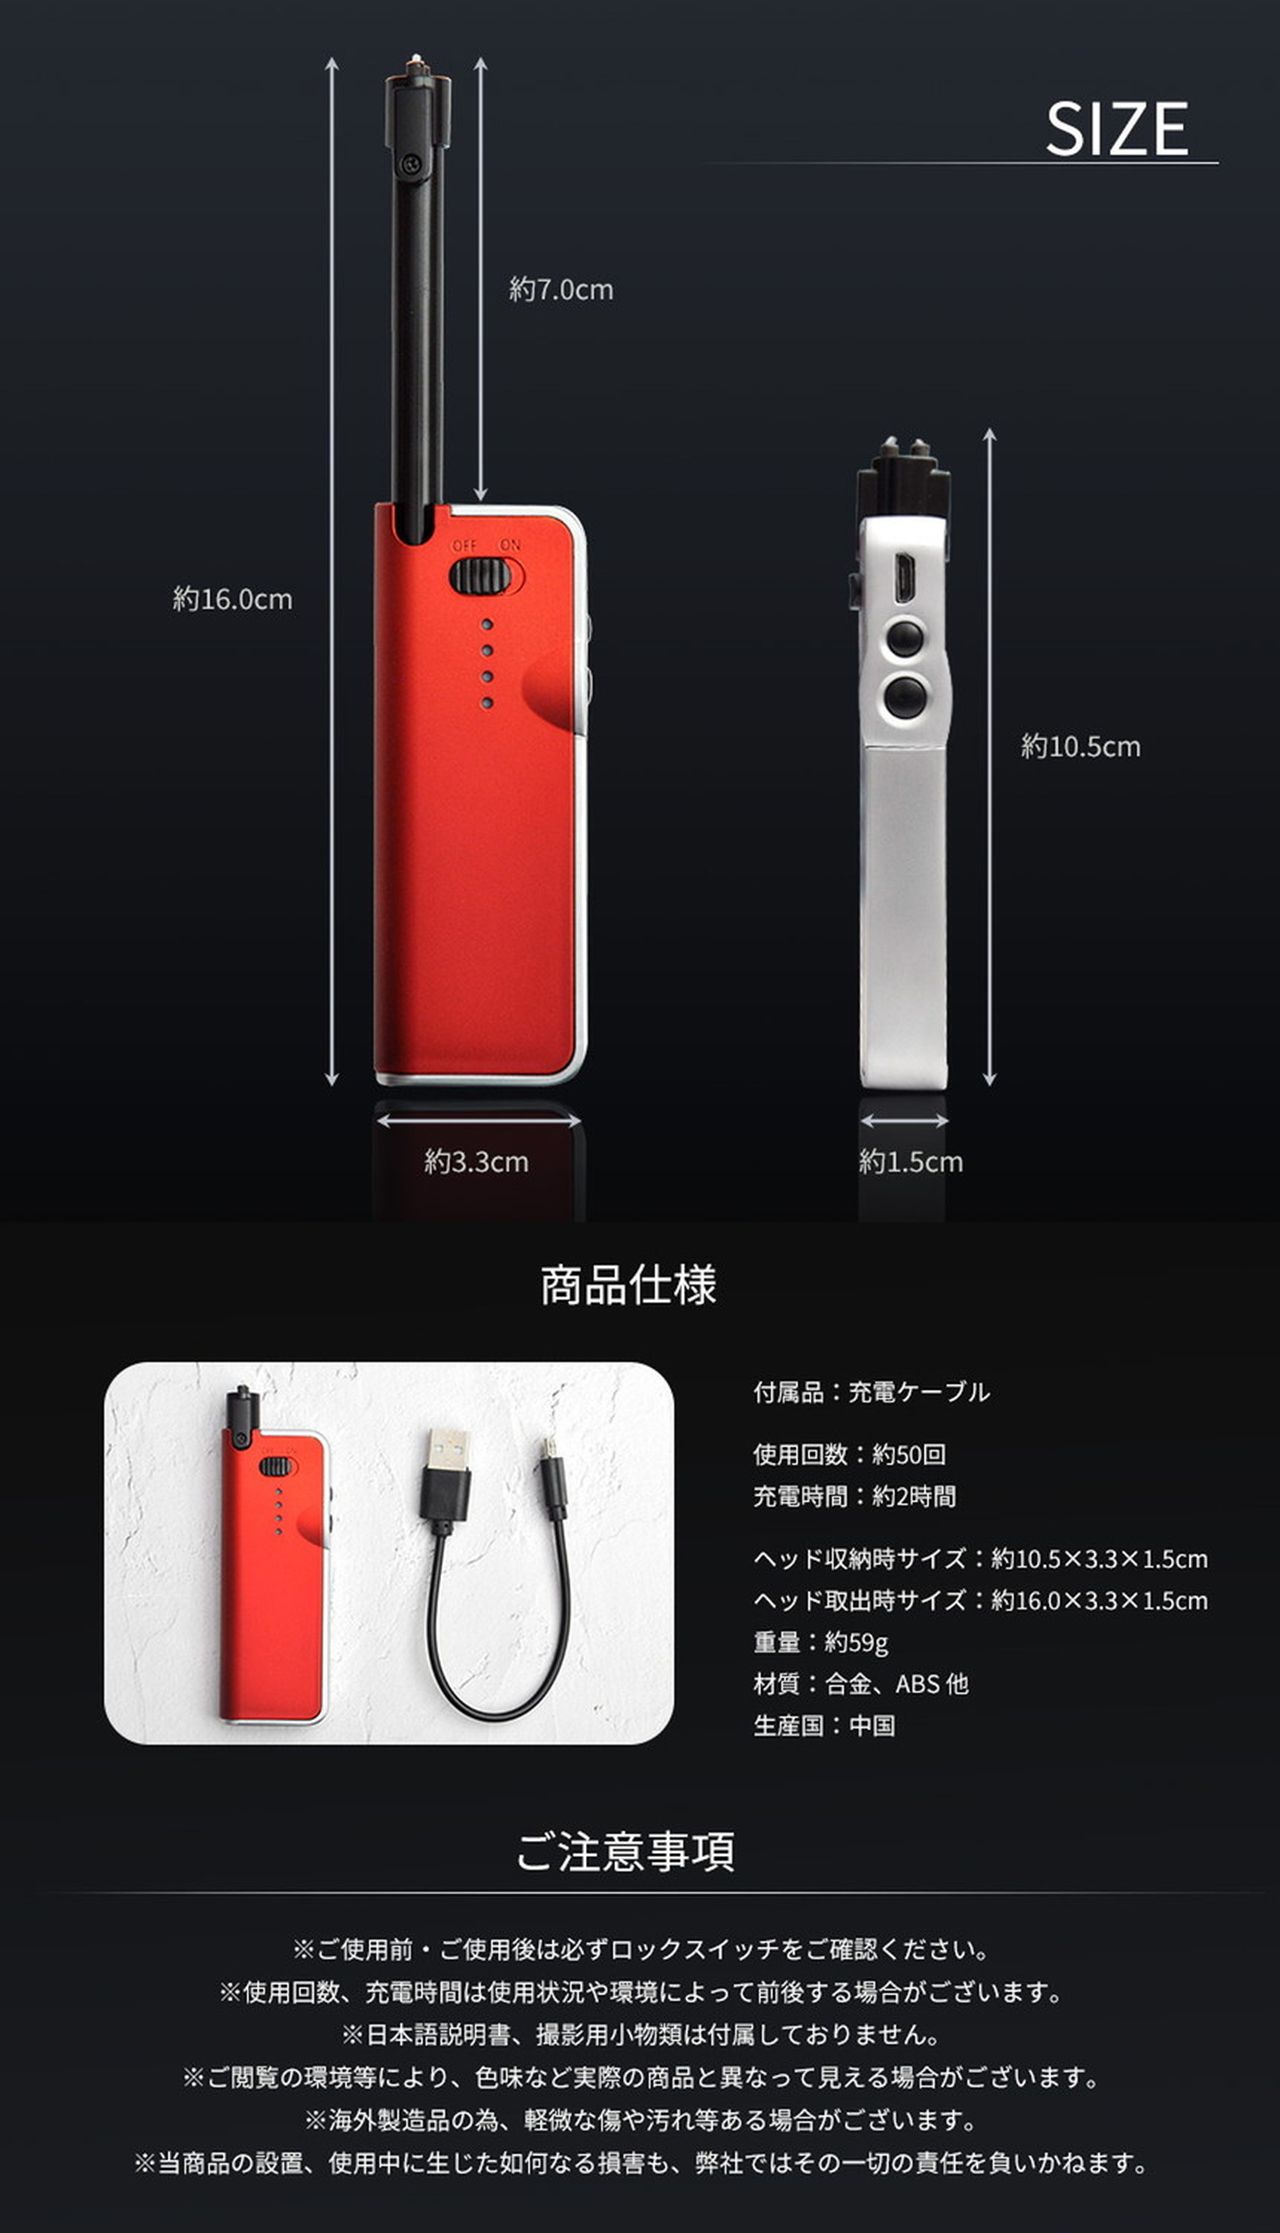 SIZE
約7.0cm
OFF ON
約16.0cm
約10.5cm
約3.3cm
約1.5cm
商品仕様
付属品：充電ケーブル
使用回数：約50回
充電時間：約2時間
ヘッド収納時サイズ：約10.5×3.3×1.5cm
ヘッド取出時サイズ：約16.0×3.3×1.5cm
重量：約59g
材質：合金、ABS 他
生産国：中国
ご注意事項
※ご使用前・ご使用後は必ずロックスイッチをご確認ください。
※使用回数、充電時間は使用状況や環境によって前後する場合がございます。
※日本語説明書、撮影用小物類は付属しておりません。
※ご閲覧の環境等により、色味など実際の商品と異なって見える場合がございます。
※海外製造品の為、軽微な傷や汚れ等ある場合がございます。
※当商品の設置、使用中に生じた如何なる損害も、弊社ではその一切の責任を負いかねます。